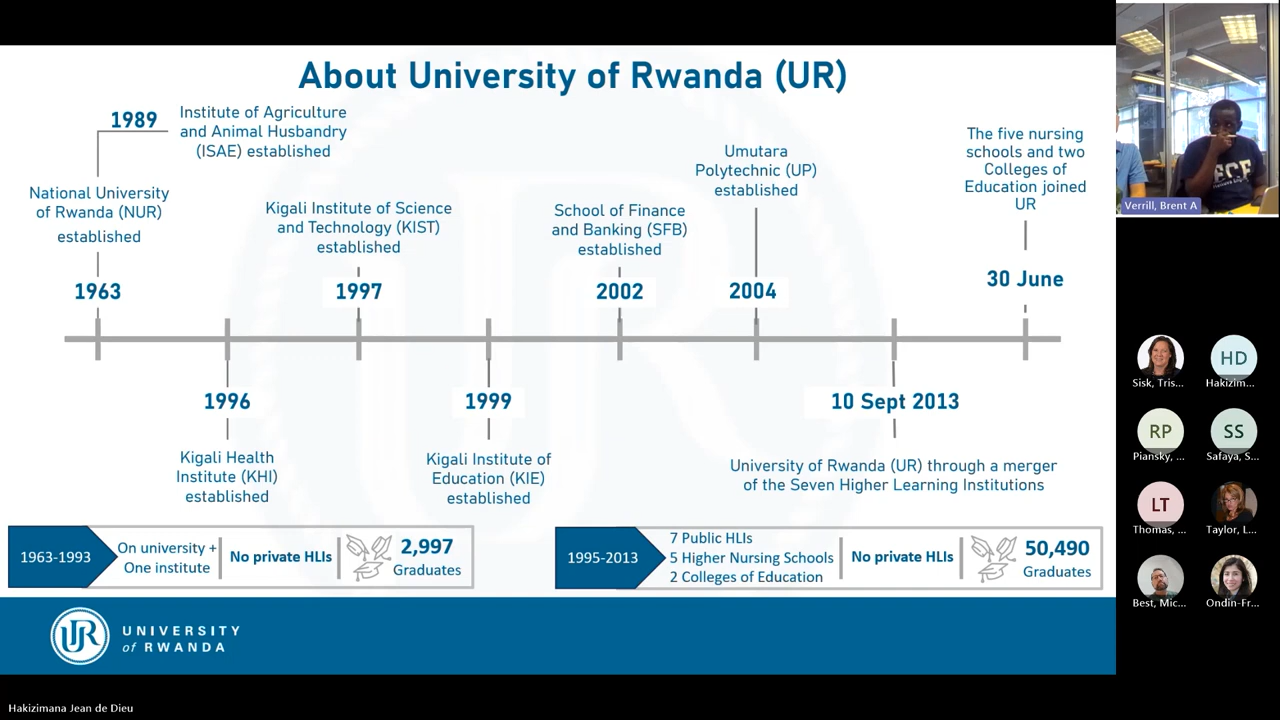 About University of Rwanda (UR)
1989
Institute of Agriculture
and Animal Husbandry
(ISAE) established
National University
of Rwanda (NUR)
established
1963
Kigali Institute of Science
and Technology (KIST)
established
1997
School of Finance
and Banking (SFB)
established
2002
Umutara
Polytechnic (UP)
established
2004
The five nursing
schools and two
Colleges of
Education joined
UR
30 June
1996
Kigali Health
Institute (KHI)
established
1999
Kigali Institute of
Education (KIE)
established
10 Sept 2013
University of Rwanda (UR) through a merger
of the Seven Higher Learning Institutions
1963-1993
On university +
One institute
No private HLIs
2,997
Graduates
1995-2013
7 Public HLIs
5 Higher Nursing Schools
2 Colleges of Education
No private HLIs
50,490
Graduates
UR
UNIVERSITY
of RWANDA
Hakizimana Jean de Dieu
ECE
Verrill, Brent A
Sisk, Tris...
HD
Hakizim...
RP
Piansky, ...
SS
Safaya, S...
LT
Thomas, ...
Taylor, L...
Best, Mic...
Ondin-Fr...